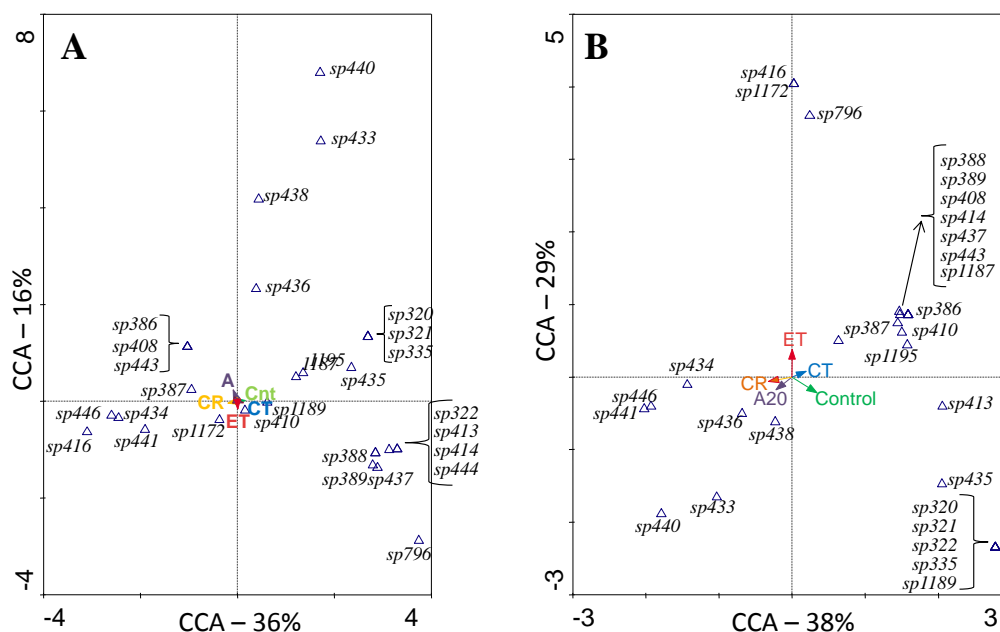 A
8
CCA – 16%
-4
-4
CCA – 36%
4
sp440
sp433
sp438
sp436
sp320
sp321
sp335
sp386
sp408
sp443
1195
1187
sp435
sp387
A
Cnt
CR
CT
ET
sp1189
sp410
sp446
sp434
sp416
sp441
sp1172
sp322
sp413
sp414
sp444
sp388
sp389
sp437
sp796
B
5
CCA – 29%
-3
-3
CCA – 38%
3
sp416
sp1172
sp796
sp388
sp389
sp408
sp414
sp437
sp443
sp1187
sp386
sp387
sp410
sp1195
ET
CT
CR
A20
Control
sp434
sp446
sp441
sp436
sp438
sp413
sp433
sp440
sp435
sp320
sp321
sp322
sp335
sp1189